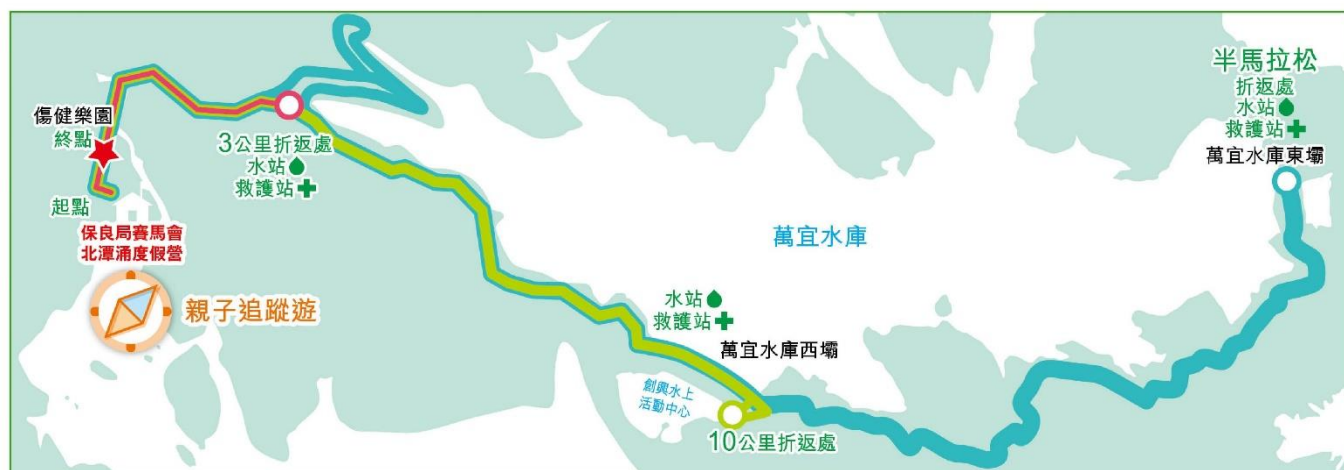 傷健樂園
終點
起點
保良局賽馬會
北潭涌度假營
親子追蹤遊
3公里折返處
水站
救護站
萬宜水庫
水站
救護站
萬宜水庫西壩
創興水上
活動中心
10公里折返處
半馬拉松
折返處
水站
救護站
萬宜水庫東壩